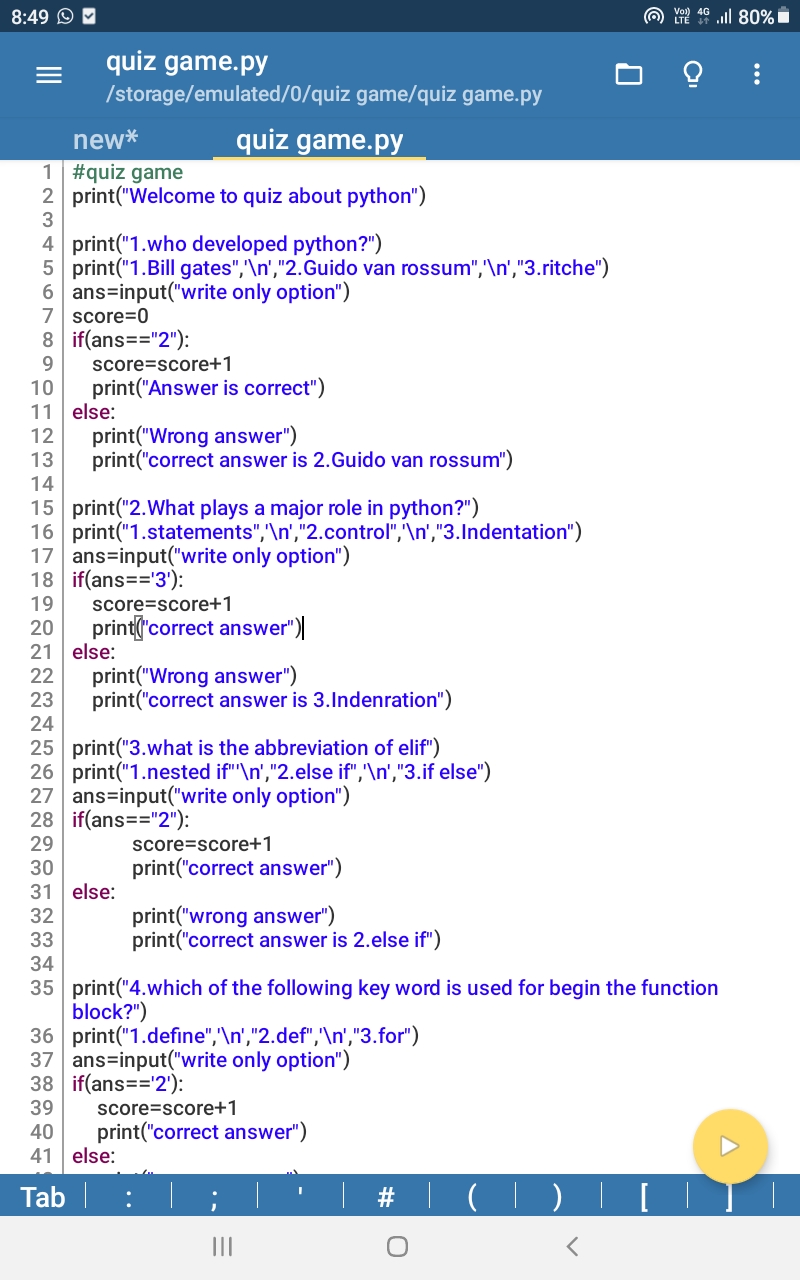 8:49 Vo) LTE 4G 80%
quiz game.py
/storage/emulated/0/quiz game/quiz game.py
new* quiz game.py
1 #quiz game
2 print("Welcome to quiz about python")
3
4 print("1.who developed python?")
5 print("1.Bill gates",'\n',"2.Guido van rossum",'\n',"3.ritche")
6 ans=input("write only option")
7 score=0
8 if(ans=="2"):
9 score=score+1
10 print("Answer is correct")
11 else:
12 print("Wrong answer")
13 print("correct answer is 2.Guido van rossum")
14
15 print("2.What plays a major role in python?")
16 print("1.statements",'\n',"2.control",'\n',"3.Indentation")
17 ans=input("write only option")
18 if(ans=='3'):
19 score=score+1
20 print("correct answer")
21 else:
22 print("Wrong answer")
23 print("correct answer is 3.Indenration")
24
25 print("3.what is the abbreviation of elif")
26 print("1.nested if"'\n',"2.else if",'\n',"3.if else")
27 ans=input("write only option")
28 if(ans=="2"):
29 score=score+1
30 print("correct answer")
31 else:
32 print("wrong answer")
33 print("correct answer is 2.else if")
34
35 print("4.which of the following key word is used for begin the function
block?")
36 print("1.define",'\n',"2.def",'\n',"3.for")
37 ans=input("write only option")
38 if(ans=='2'):
39 score=score+1
40 print("correct answer")
41 else:
Tab : ; ' # ( ) [ ]